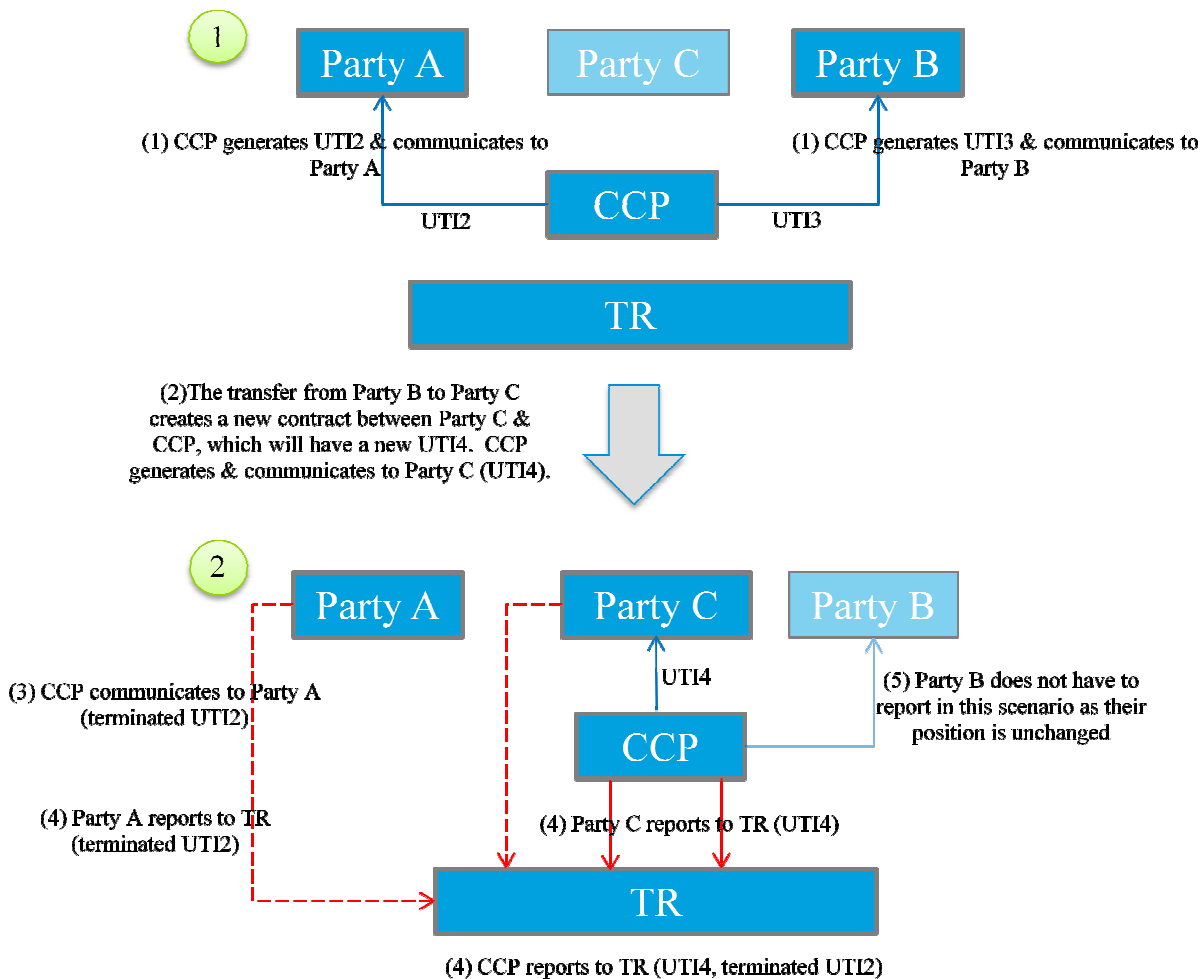 1
Party A
Party C
Party B
(1) CCP generates UTI2 & communicates to
Party A
(1) CCP generates UTI3 & communicates to
Party B
CCP
UTI2
UTI3
TR
(2)The transfer from Party B to Party C
creates a new contract between Party C &
CCP, which will have a new UTI4.  CCP
generates & communicates to Party C (UTI4).
2
Party A
Party C
Party B
(3) CCP communicates to Party A
(terminated UTI2)
UTI4
(5) Party B does not have to
report in this scenario as their
position is unchanged
CCP
(4) Party A reports to TR
(terminated UTI2)
(4) Party C reports to TR (UTI4)
TR
(4) CCP reports to TR (UTI4, terminated UTI2)